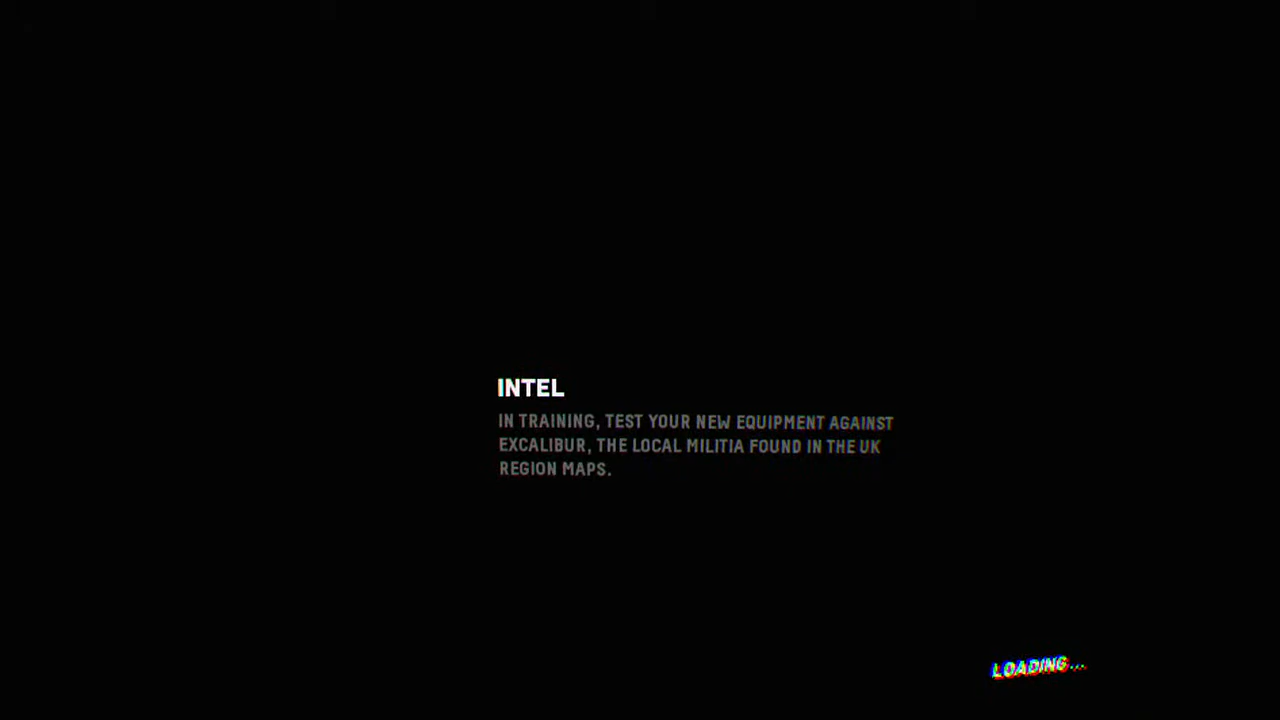 INTEL
IN TRAINING, TEST YOUR NEW EQUIPMENT AGAINST
EXCALIBUR, THE LOCAL MILITIA FOUND IN THE UK
REGION MAPS.
LOADING...